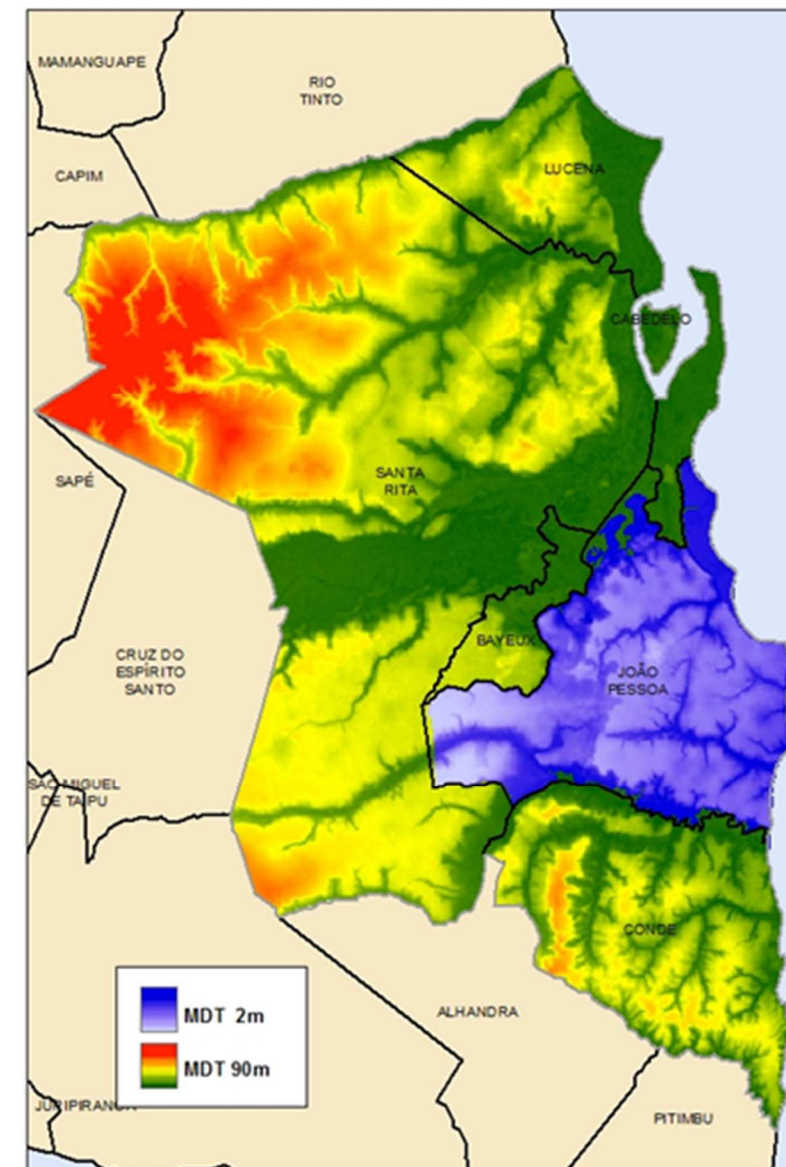 MAMANGUAPE
RIO
TINTO
CAPIM
LUCENA
CABEDELO
SAPÉ
SANTA
RITA
BAYEUX
CRUZ DO
ESPÍRITO
SANTO
JOÃO
PESSOA
SÃO MIGUEL
DE TAIPU
CONDE
ALHANDRA
MDT 2m
MDT 90m
JURIPIRANGA
PITIMBU